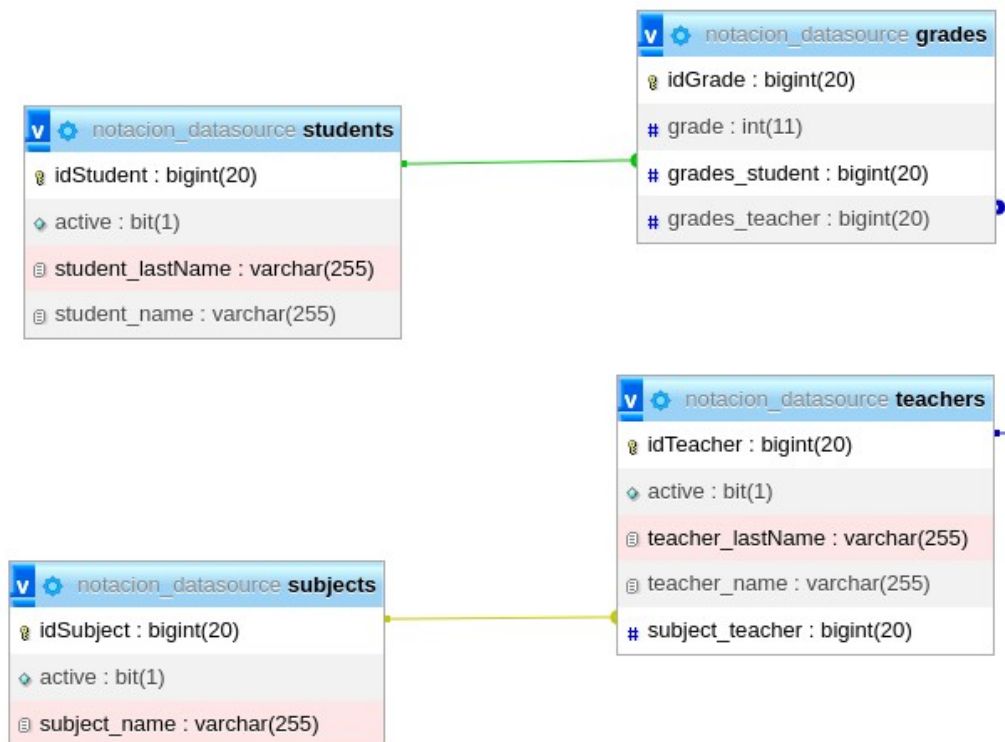 notacion_datasource grades
idGrade : bigint(20)
grade : int(11)
grades_student : bigint(20)
grades_teacher : bigint(20)
notacion_datasource students
idStudent : bigint(20)
active : bit(1)
student_lastName : varchar(255)
student_name : varchar(255)
notacion_datasource teachers
idTeacher : bigint(20)
active : bit(1)
teacher_lastName : varchar(255)
teacher_name : varchar(255)
subject_teacher : bigint(20)
notacion_datasource subjects
idSubject : bigint(20)
active : bit(1)
subject_name : varchar(255)